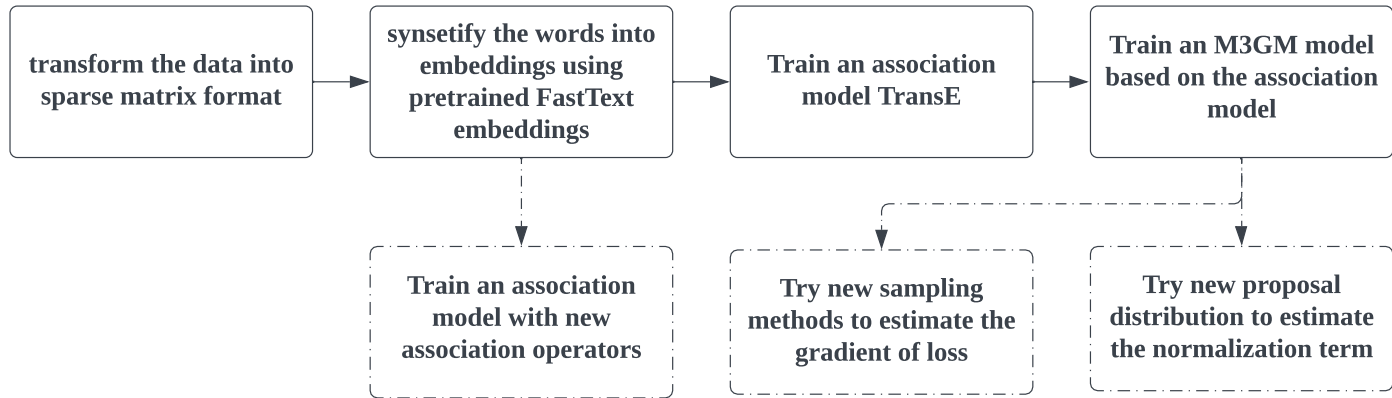 transform the data into
sparse matrix format
synsetify the words into
embeddings using
pretrained FastText
embeddings
Train an association
model TransE
Train an M3GM model
based on the association
model
Train an association
model with new
association operators
Try new sampling
methods to estimate the
gradient of loss
Try new proposal
distribution to estimate
the normalization term